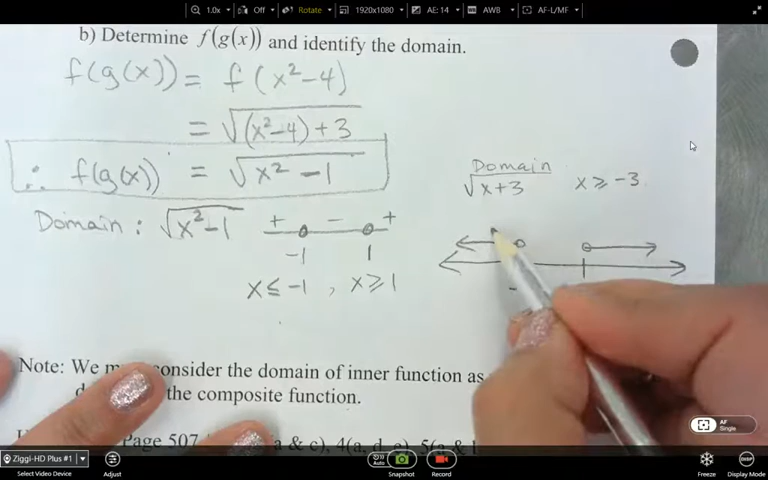 1.0x Off Rotate 1920x1080 AE: 14 AWB AF-L/MF
b) Determine f(g(x)) and identify the domain.
f(g(x)) = f(x²-4)
= √(x²-4)+3
∴ f(g(x)) = √x²-1
Domain : √x²-1 + - +
-1 1
x ≤ -1 , x ≥ 1
Domain
√x+3 x ≥ -3
Note: We consider the domain of inner function as
the composite function.
Page 507 a & c), 4(a, d, e), 5(a &
AF
Single
Ziggi-HD Plus #1
Select Video Device Adjust Auto Snapshot Record Freeze DISP Display Mode